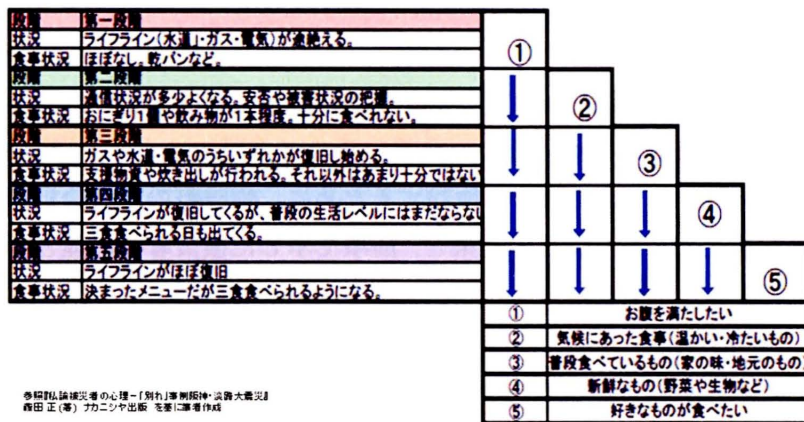 段階 第一段階
状況 ライフライン(水道」・ガス・電気)が途絶える。
食事状況 ほぼなし。乾パンなど。
①
段階 第二段階
状況 通信状況が多少よくなる。安否や被害状況の把握。
食事状況 おにぎり1個や飲み物が1本程度。十分に食べれない。
②
段階 第三段階
状況 ガスや水道・電気のうちいずれかが復旧し始める。
食事状況 支援物資や炊き出しが行われる。それ以外はあまり十分ではない
③
段階 第四段階
状況 ライフラインが復旧してくるが、普段の生活レベルにはまだならない
食事状況 三食食べられる日も出てくる。
④
段階 第五段階
状況 ライフラインがほぼ復旧
食事状況 決まったメニューだが三食食べられるようになる。
⑤
① お腹を満たしたい
② 気候にあった食事(温かい・冷たいもの)
③ 普段食べているもの(家の味・地元のもの)
④ 新鮮なもの(野菜や生物など)
⑤ 好きなものが食べたい
参照『私論被災者の心理-「別れ」事例阪神・淡路大震災』
正(著) ナカニシヤ出版 を基に筆者作成